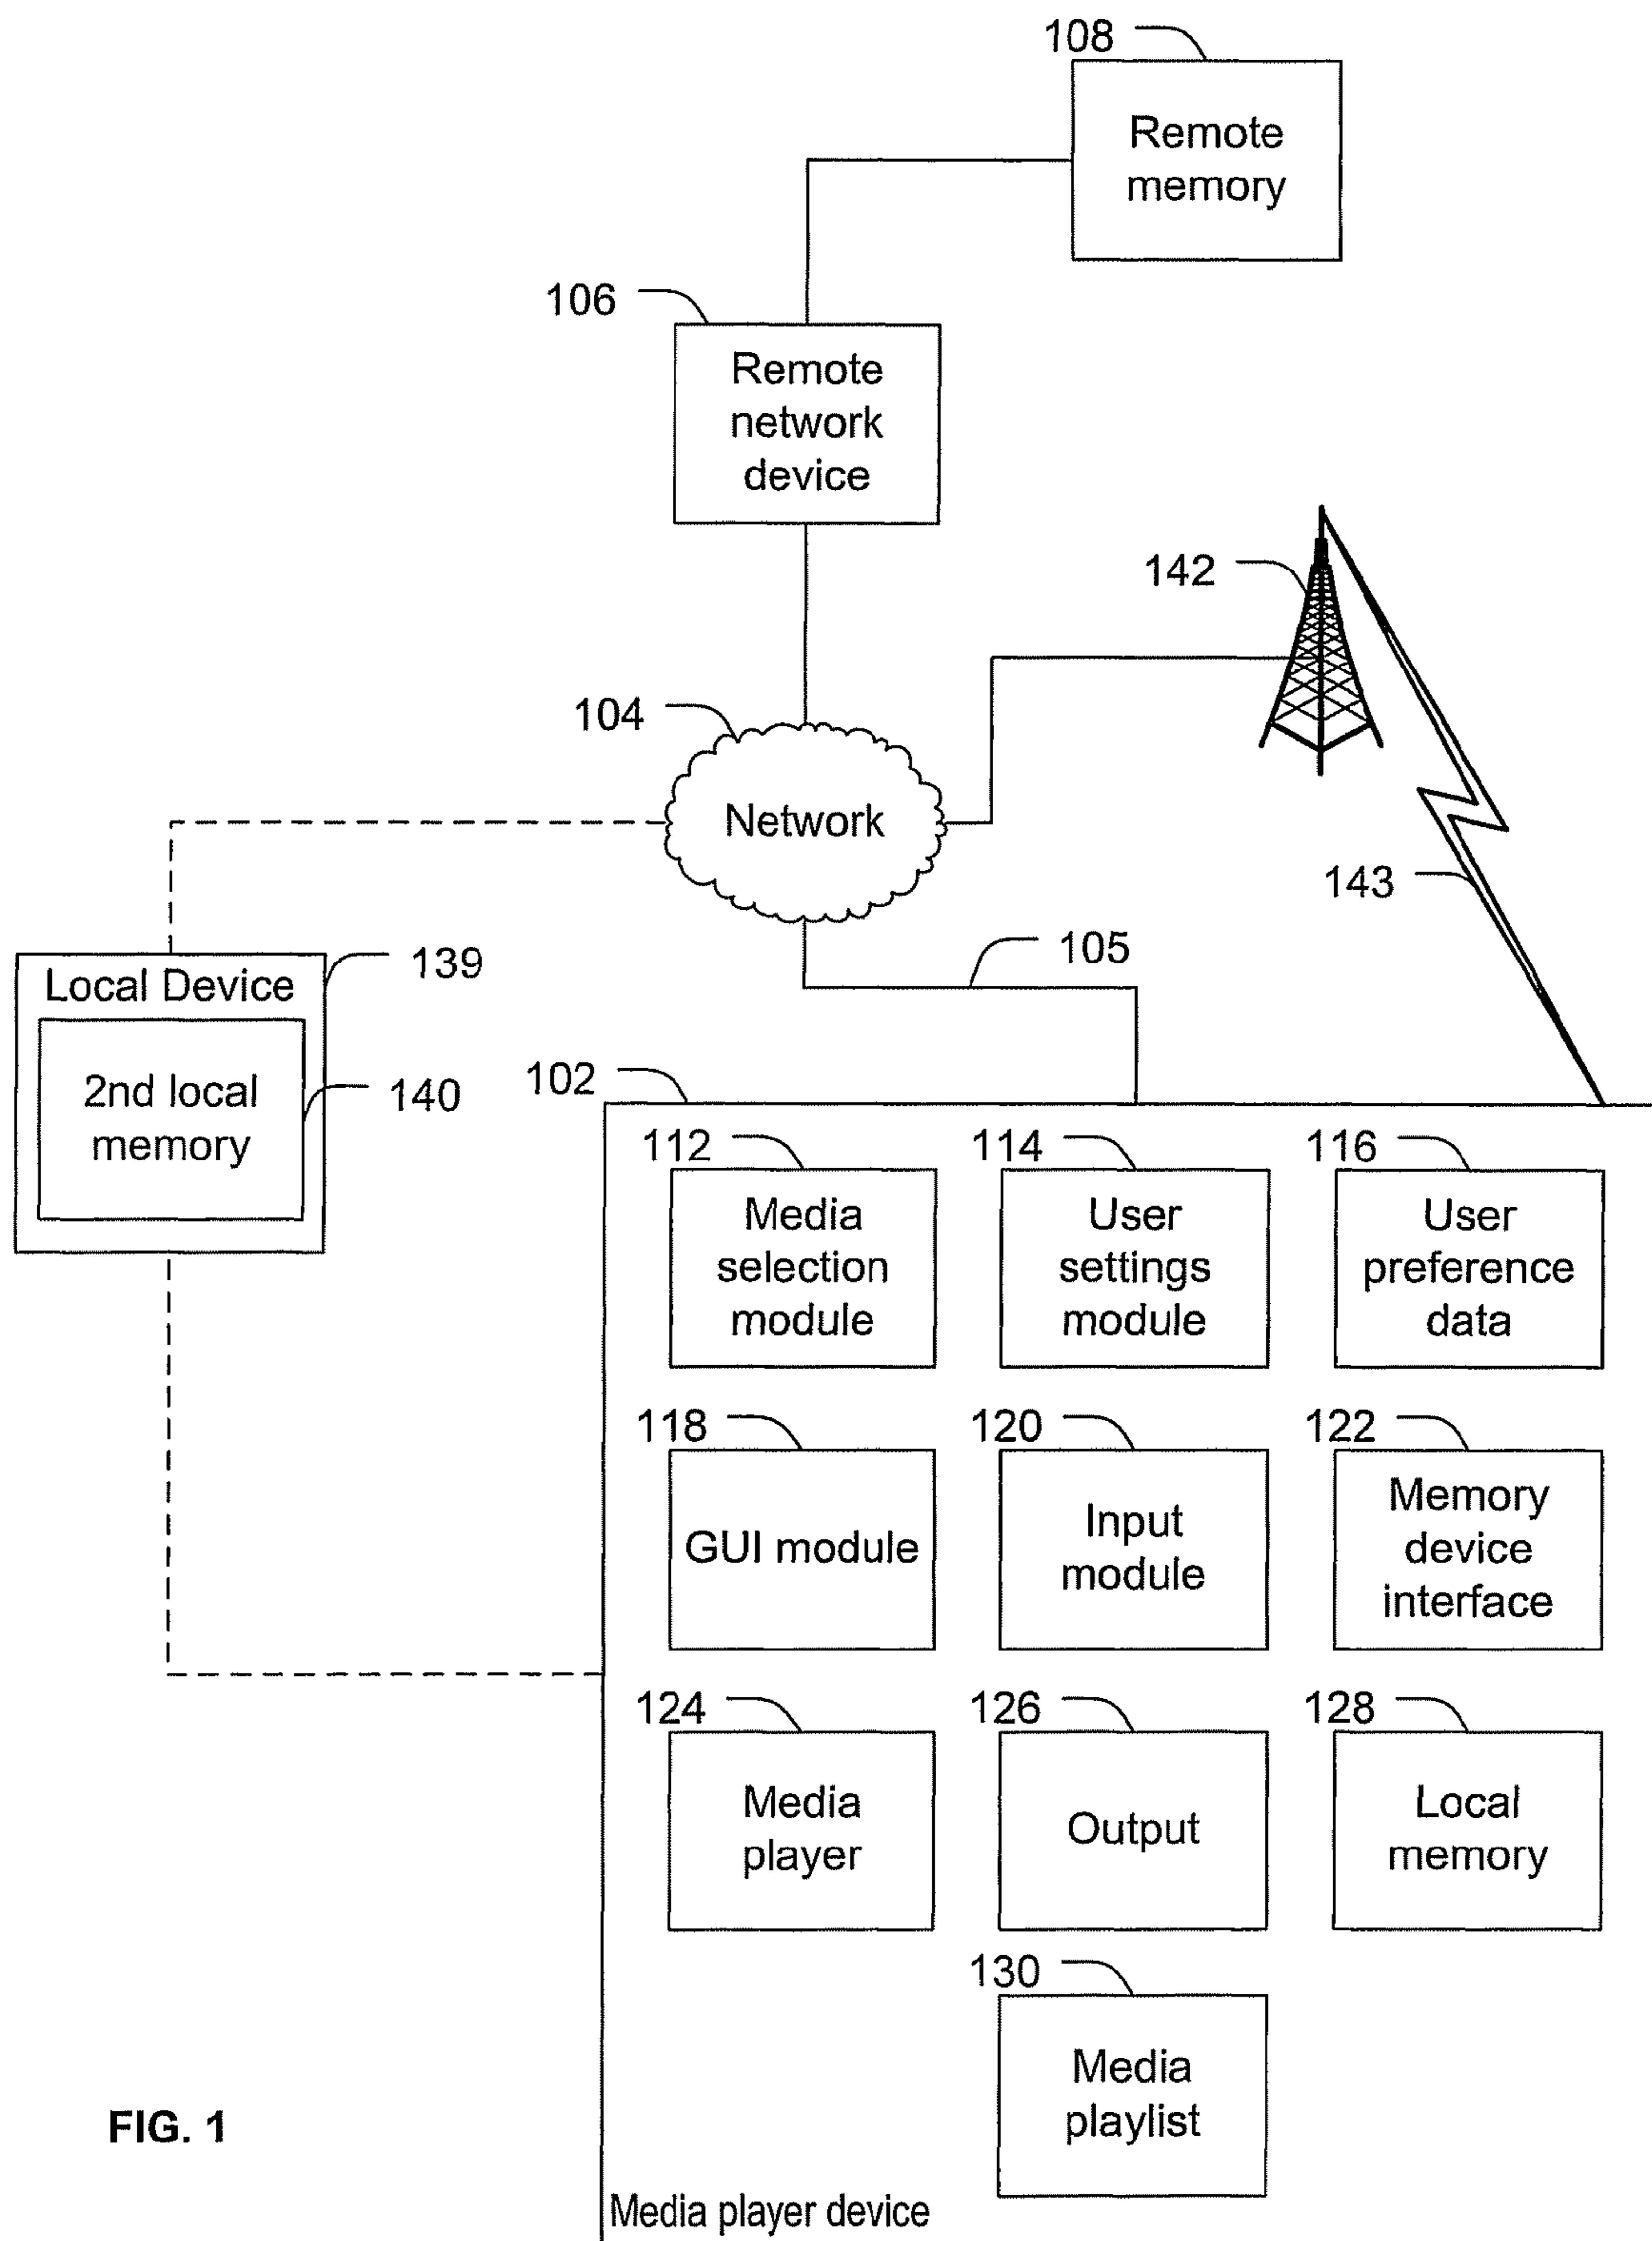 108
Remote
memory
106
Remote
network
device
142
104
Network
143
105
139
Local Device
102
2nd local
memory
140
112
114
116
Media
selection
module
User
settings
module
User
preference
data
118
120
122
GUI module
Input
module
Memory
device
interface
124
126
128
Media
player
Output
Local
memory
130
Media
playlist
FIG. 1
Media player device